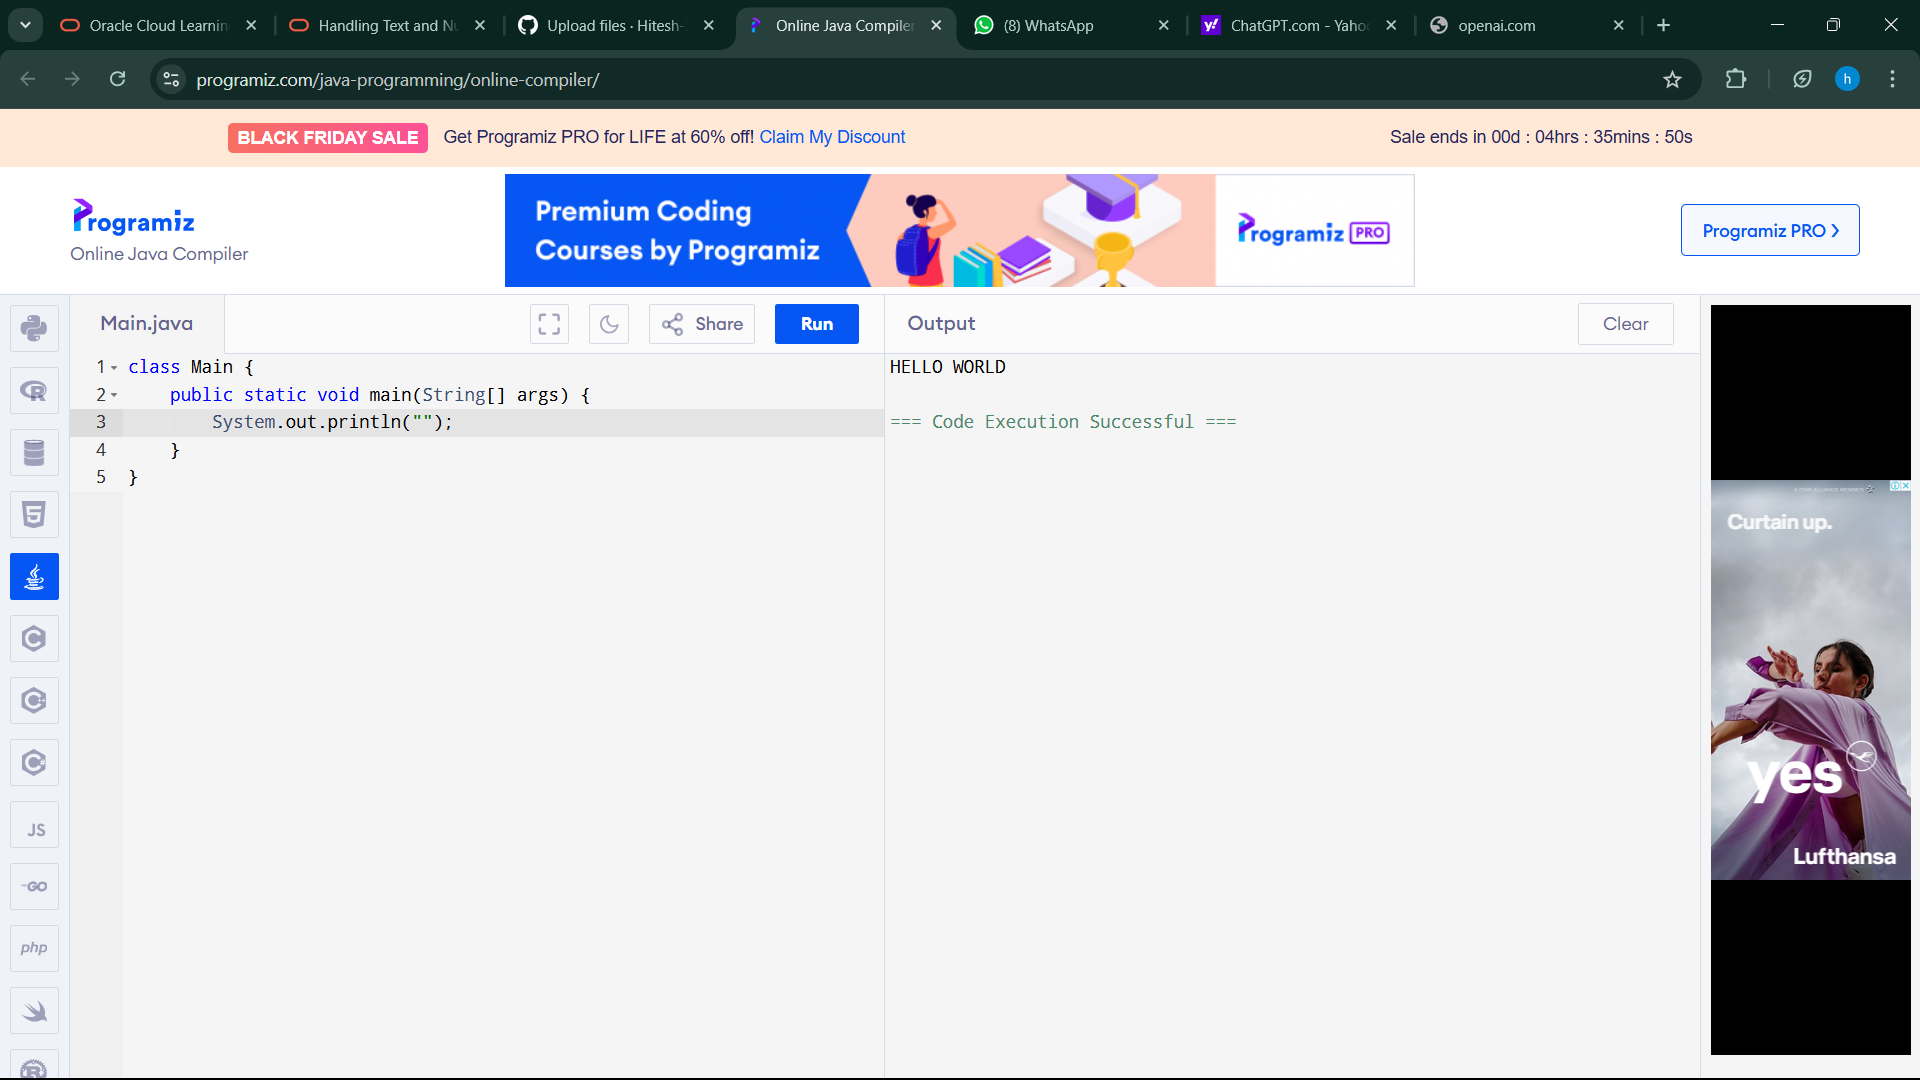 Oracle Cloud Learnin
Handling Text and Nu
Upload files · Hitesh-
Online Java Compiler
(8) WhatsApp
ChatGPT.com - Yahoo
openai.com
programiz.com/java-programming/online-compiler/
h
BLACK FRIDAY SALE Get Programiz PRO for LIFE at 60% off! Claim My Discount
Sale ends in 00d : 04hrs : 35mins : 50s
Programiz
Online Java Compiler
Premium Coding
Courses by Programiz
Programiz PRO
Programiz PRO
Main.java
Share
Run
Output
Clear
1 class Main {
2 public static void main(String[] args) {
3 System.out.println("");
4 }
5 }
HELLO WORLD
=== Code Execution Successful ===
JS
GO
php
Curtain up.
yes
Lufthansa